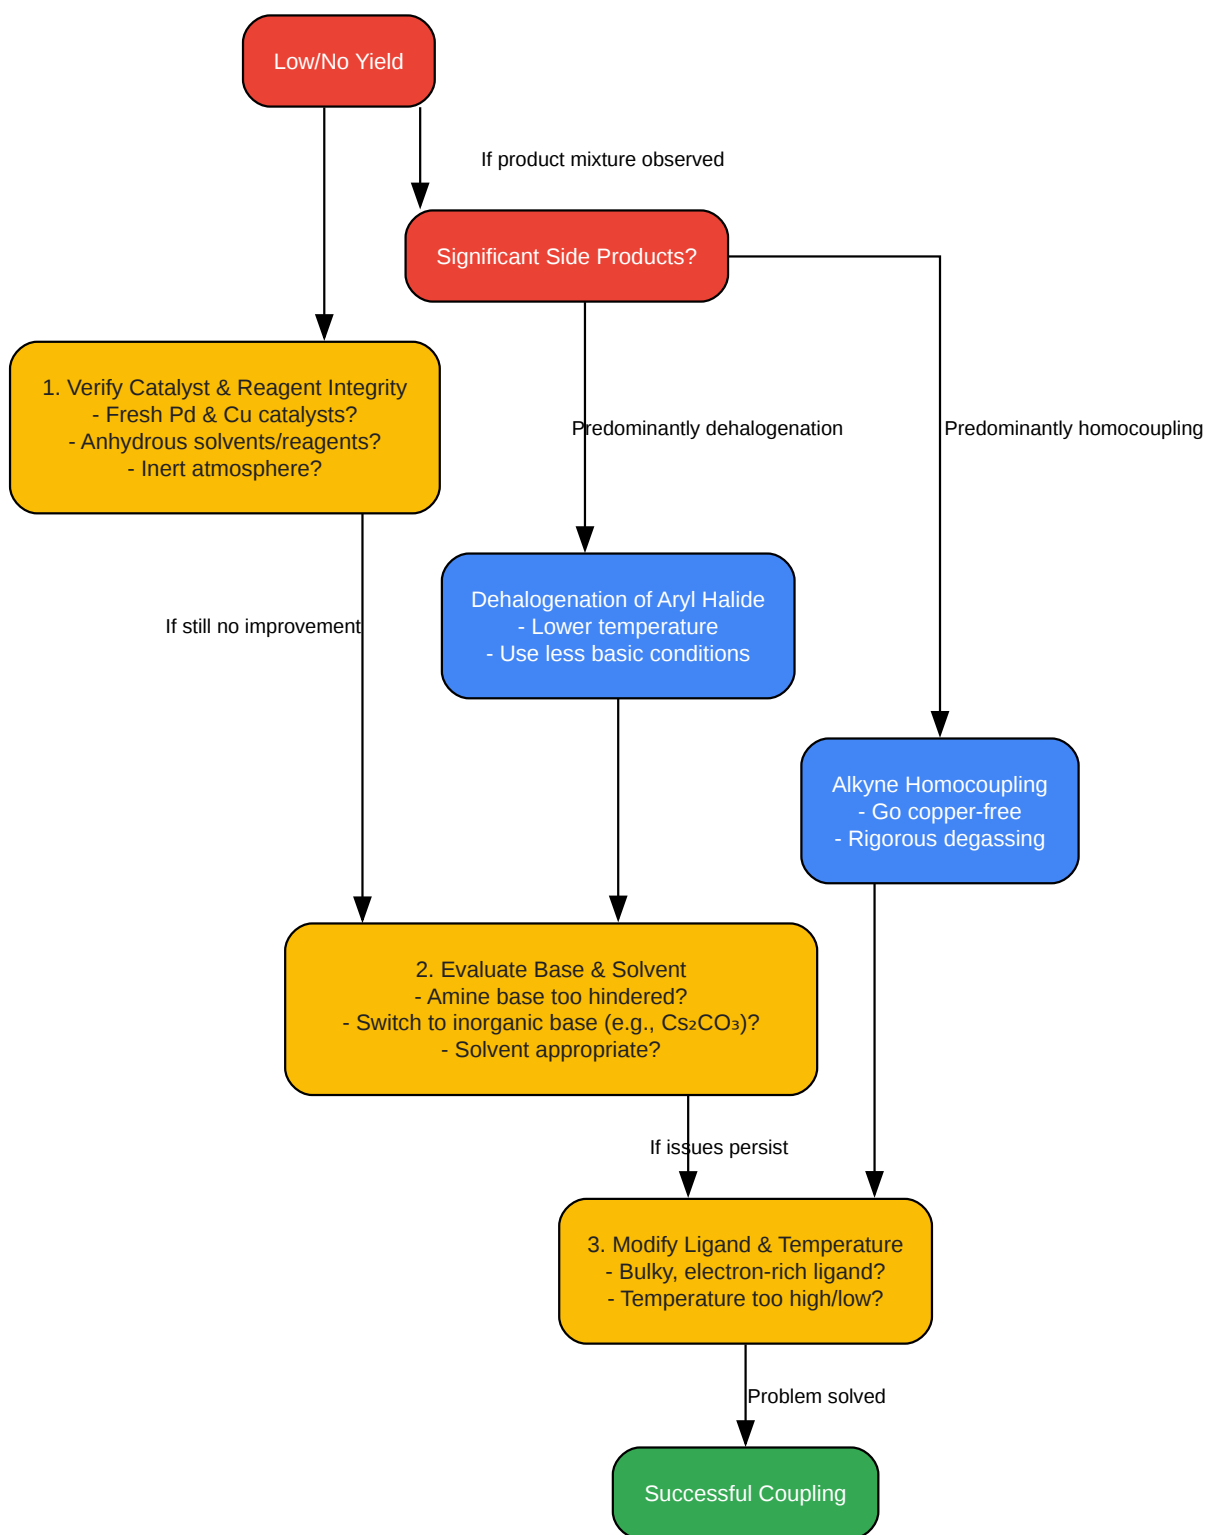 Low/No Yield
If product mixture observed
Significant Side Products?
1. Verify Catalyst & Reagent Integrity
- Fresh Pd & Cu catalysts?
- Anhydrous solvents/reagents?
- Inert atmosphere?
Predominantly dehalogenation
Predominantly homocoupling
If still no improvement
Dehalogenation of Aryl Halide
- Lower temperature
- Use less basic conditions
Alkyne Homocoupling
- Go copper-free
- Rigorous degassing
2. Evaluate Base & Solvent
- Amine base too hindered?
- Switch to inorganic base (e.g., Cs₂CO₃)?
- Solvent appropriate?
If issues persist
3. Modify Ligand & Temperature
- Bulky, electron-rich ligand?
- Temperature too high/low?
Problem solved
Successful Coupling